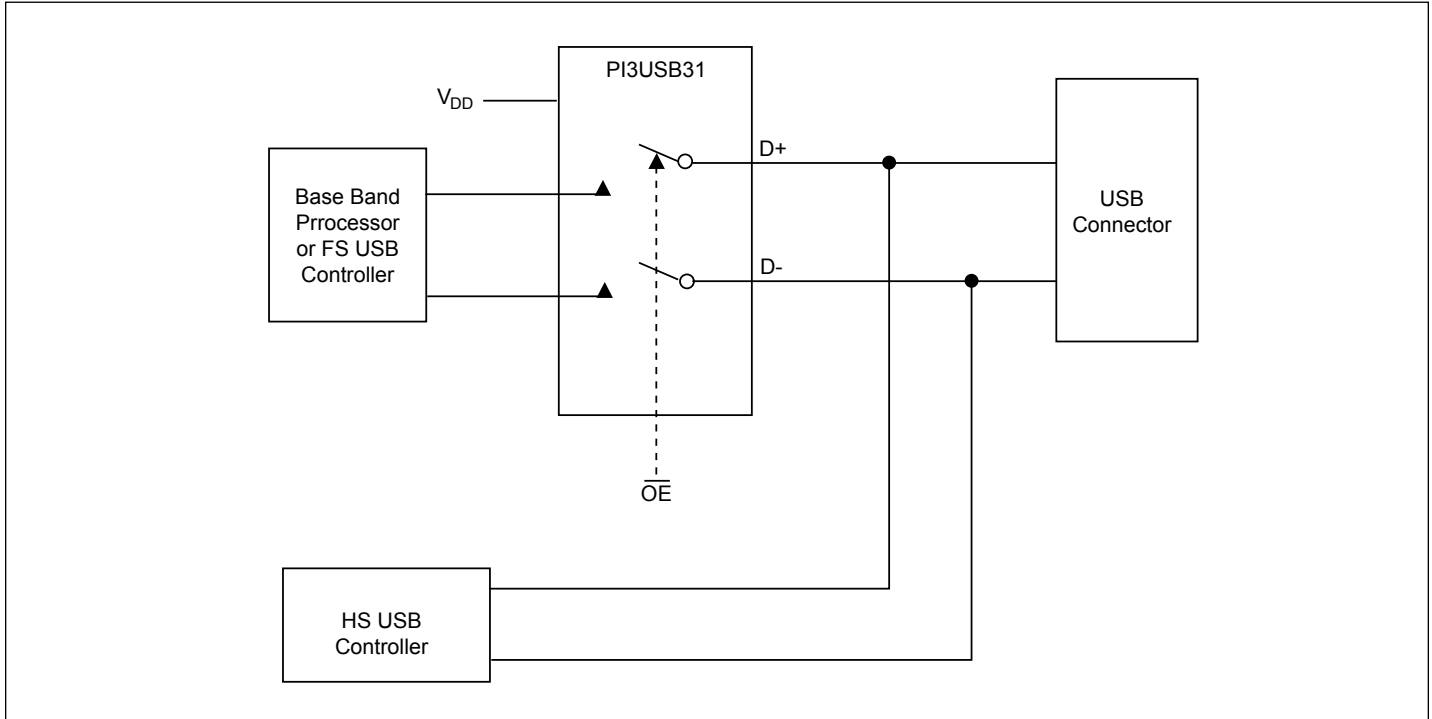 PI3USB31
VDD
D+
Base Band
Prrocessor
or FS USB
Controller
USB
Connector
D-
OE
HS USB
Controller